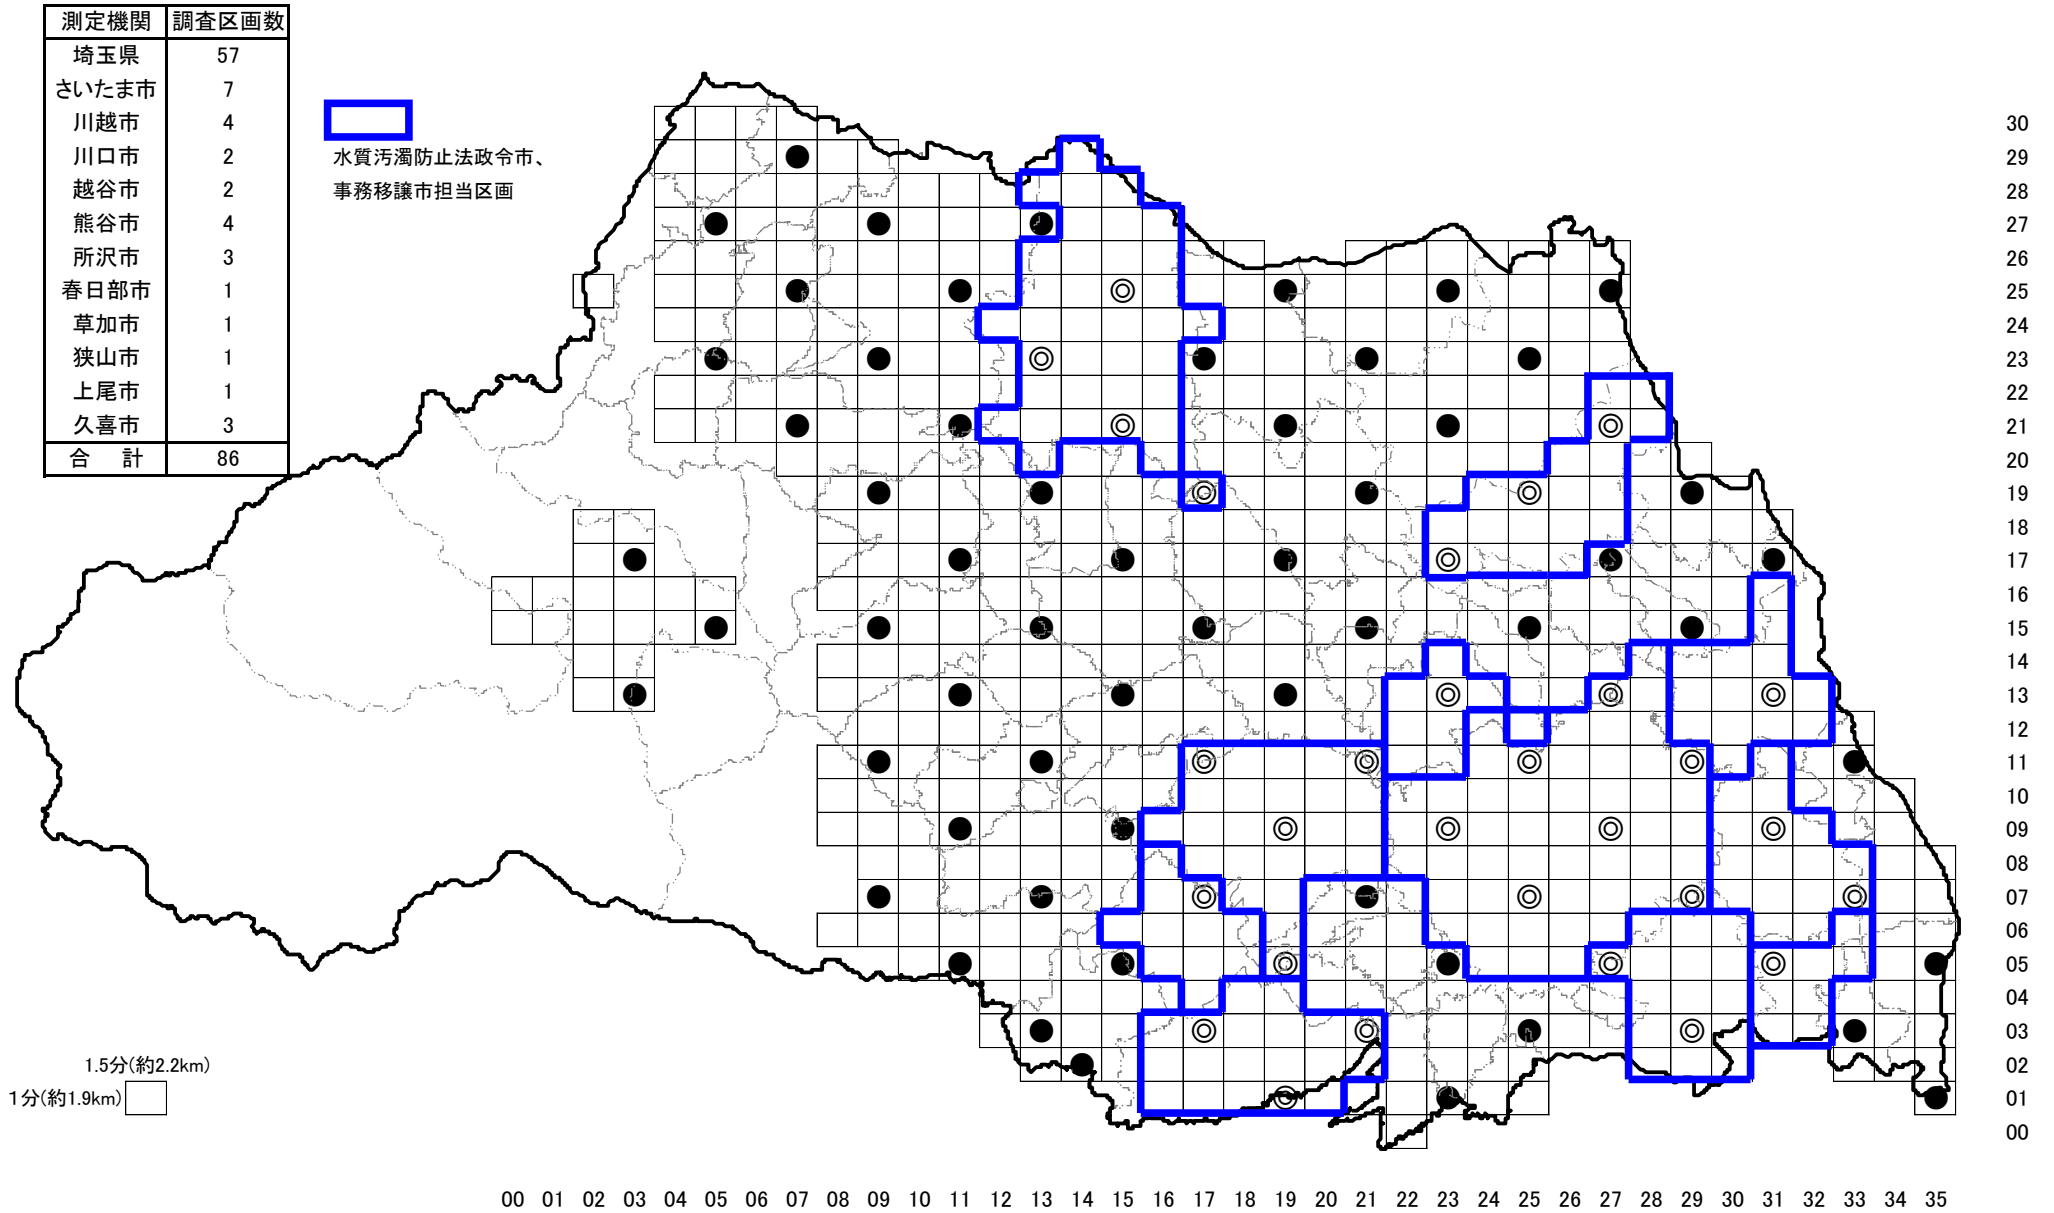 測定機関 調査区画数
埼玉県 57
さいたま市 7
川越市 4
川口市 2
越谷市 2
熊谷市 4
所沢市 3
春日部市 1
草加市 1
狭山市 1
上尾市 1
久喜市 3
合 計 86
水質汚濁防止法政令市、
事務移譲市担当区画
30
29
28
27
26
25
24
23
22
21
20
19
18
17
16
15
14
13
12
11
10
09
08
07
06
05
04
03
02
01
00
1.5分(約2.2km)
1分(約1.9km)
00 01 02 03 04 05 06 07 08 09 10 11 12 13 14 15 16 17 18 19 20 21 22 23 24 25 26 27 28 29 30 31 32 33 34 35